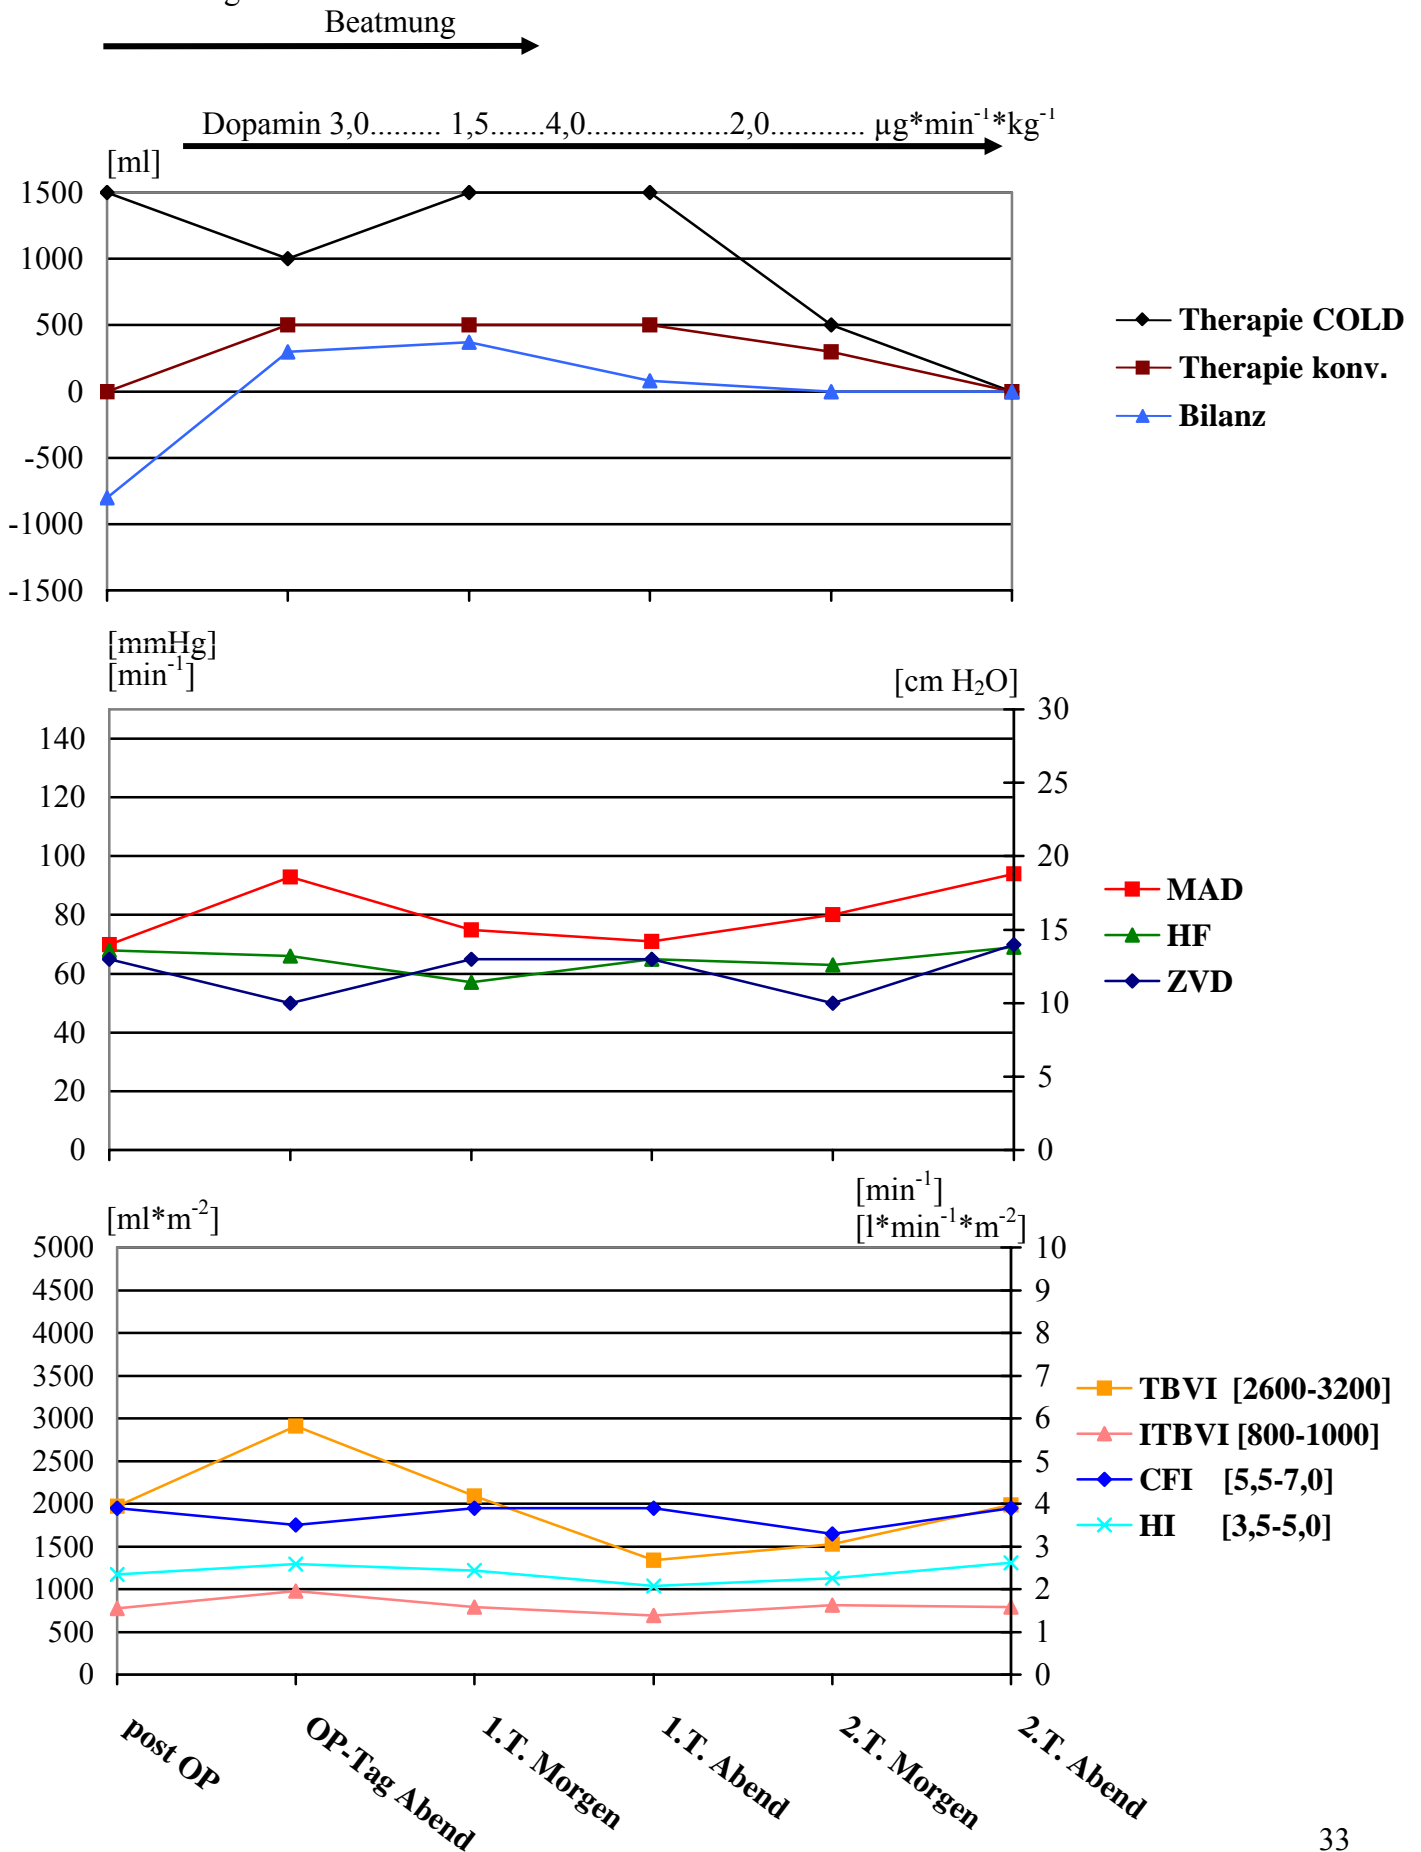 Beatmung
Dopamin 3,0......... 1,5.......4,0..................2,0............ µg*min⁻¹*kg⁻¹
[ml]
1500
1000
500
0
-500
-1000
-1500
Therapie COLD
Therapie konv.
Bilanz
[mmHg]
[min⁻¹]
[cm H₂O]
140
120
100
80
60
40
20
0
30
25
20
15
10
5
0
MAD
HF
ZVD
[ml*m⁻²]
[min⁻¹]
[l*min⁻¹*m⁻²]
5000
4500
4000
3500
3000
2500
2000
1500
1000
500
0
10
9
8
7
6
5
4
3
2
1
0
TBVI [2600-3200]
ITBVI [800-1000]
CFI [5,5-7,0]
HI [3,5-5,0]
post OP
OP-Tag Abend
1.T. Morgen
1.T. Abend
2.T. Morgen
2.T. Abend
33